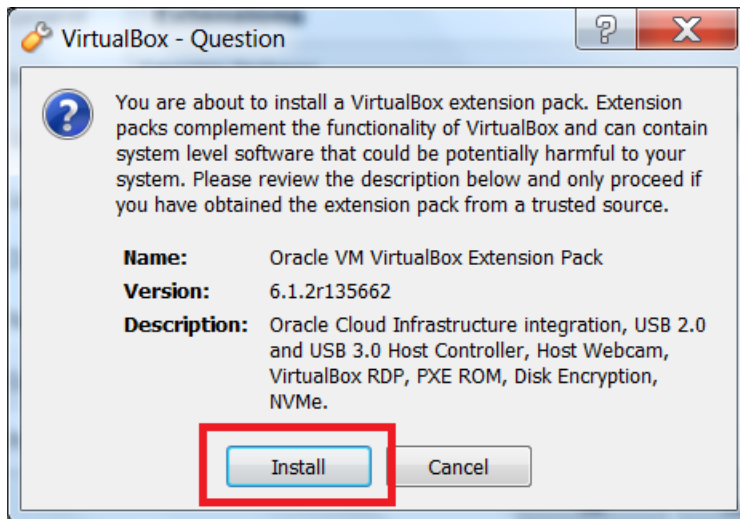 VirtualBox - Question
You are about to install a VirtualBox extension pack. Extension
packs complement the functionality of VirtualBox and can contain
system level software that could be potentially harmful to your
system. Please review the description below and only proceed if
you have obtained the extension pack from a trusted source.
Name: Oracle VM VirtualBox Extension Pack
Version: 6.1.2r135662
Description: Oracle Cloud Infrastructure integration, USB 2.0
and USB 3.0 Host Controller, Host Webcam,
VirtualBox RDP, PXE ROM, Disk Encryption,
NVMe.
Install Cancel